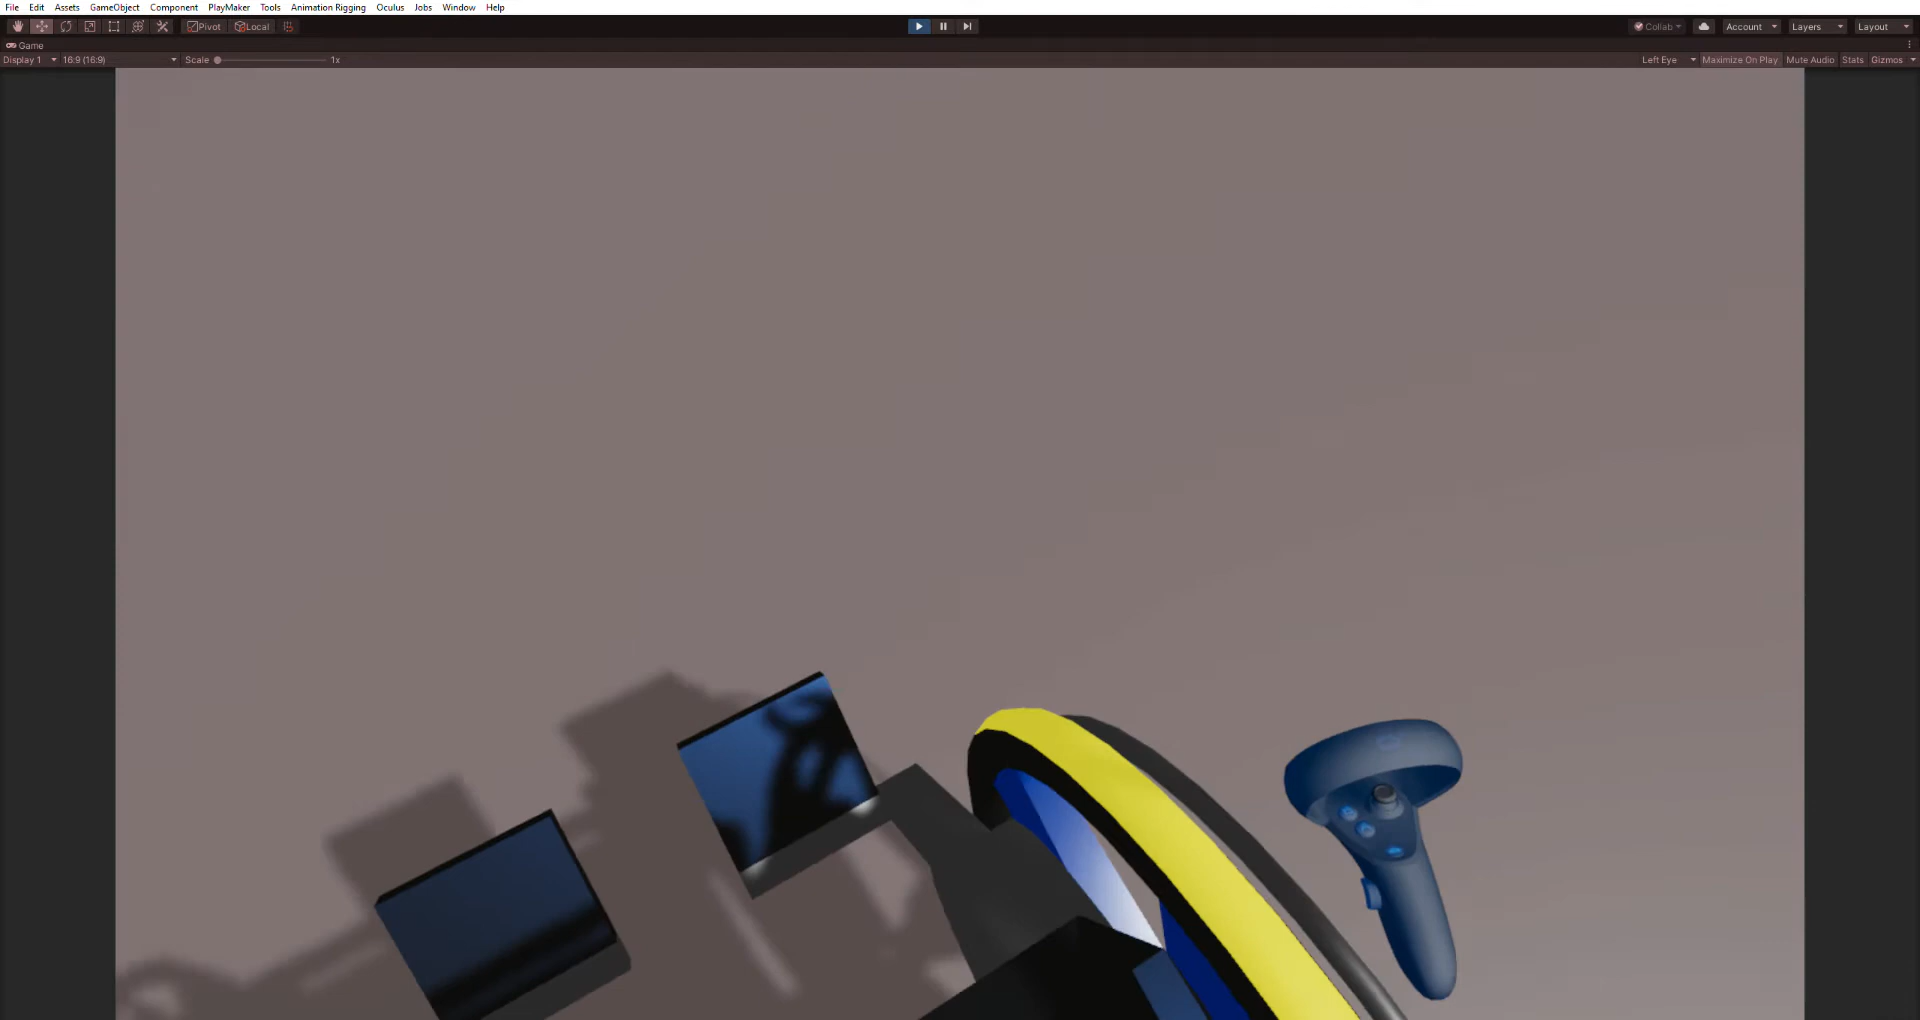 File Edit Assets GameObject Component PlayMaker Tools Animation Rigging Oculus Jobs Window Help
Pivot Local Collab Account Layers Layout
Game
Display 1 16:9 (16:9) Scale 1x Left Eye Maximize On Play Mute Audio Stats Gizmos